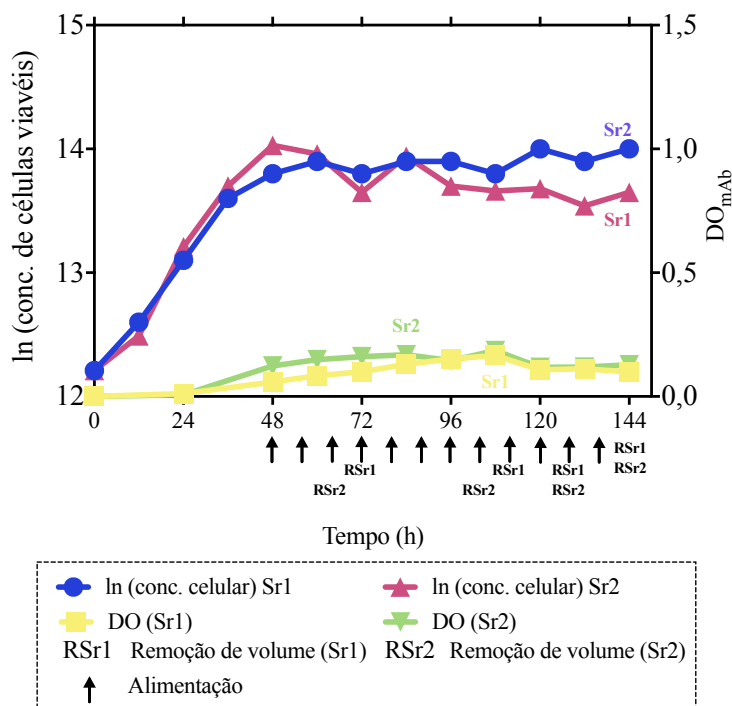 15
1,5
14
1,0
13
0,5
12
0,0
ln (conc. de células viavéis)
DO_mAb
Sr2
Sr1
Sr2
Sr1
0 24 48 72 96 120 144
RSr1 RSr1 RSr1 RSr1
RSr2 RSr2 RSr2 RSr2
Tempo (h)
ln (conc. celular) Sr1 ln (conc. celular) Sr2
DO (Sr1) DO (Sr2)
RSr1 Remoção de volume (Sr1) RSr2 Remoção de volume (Sr2)
Alimentação